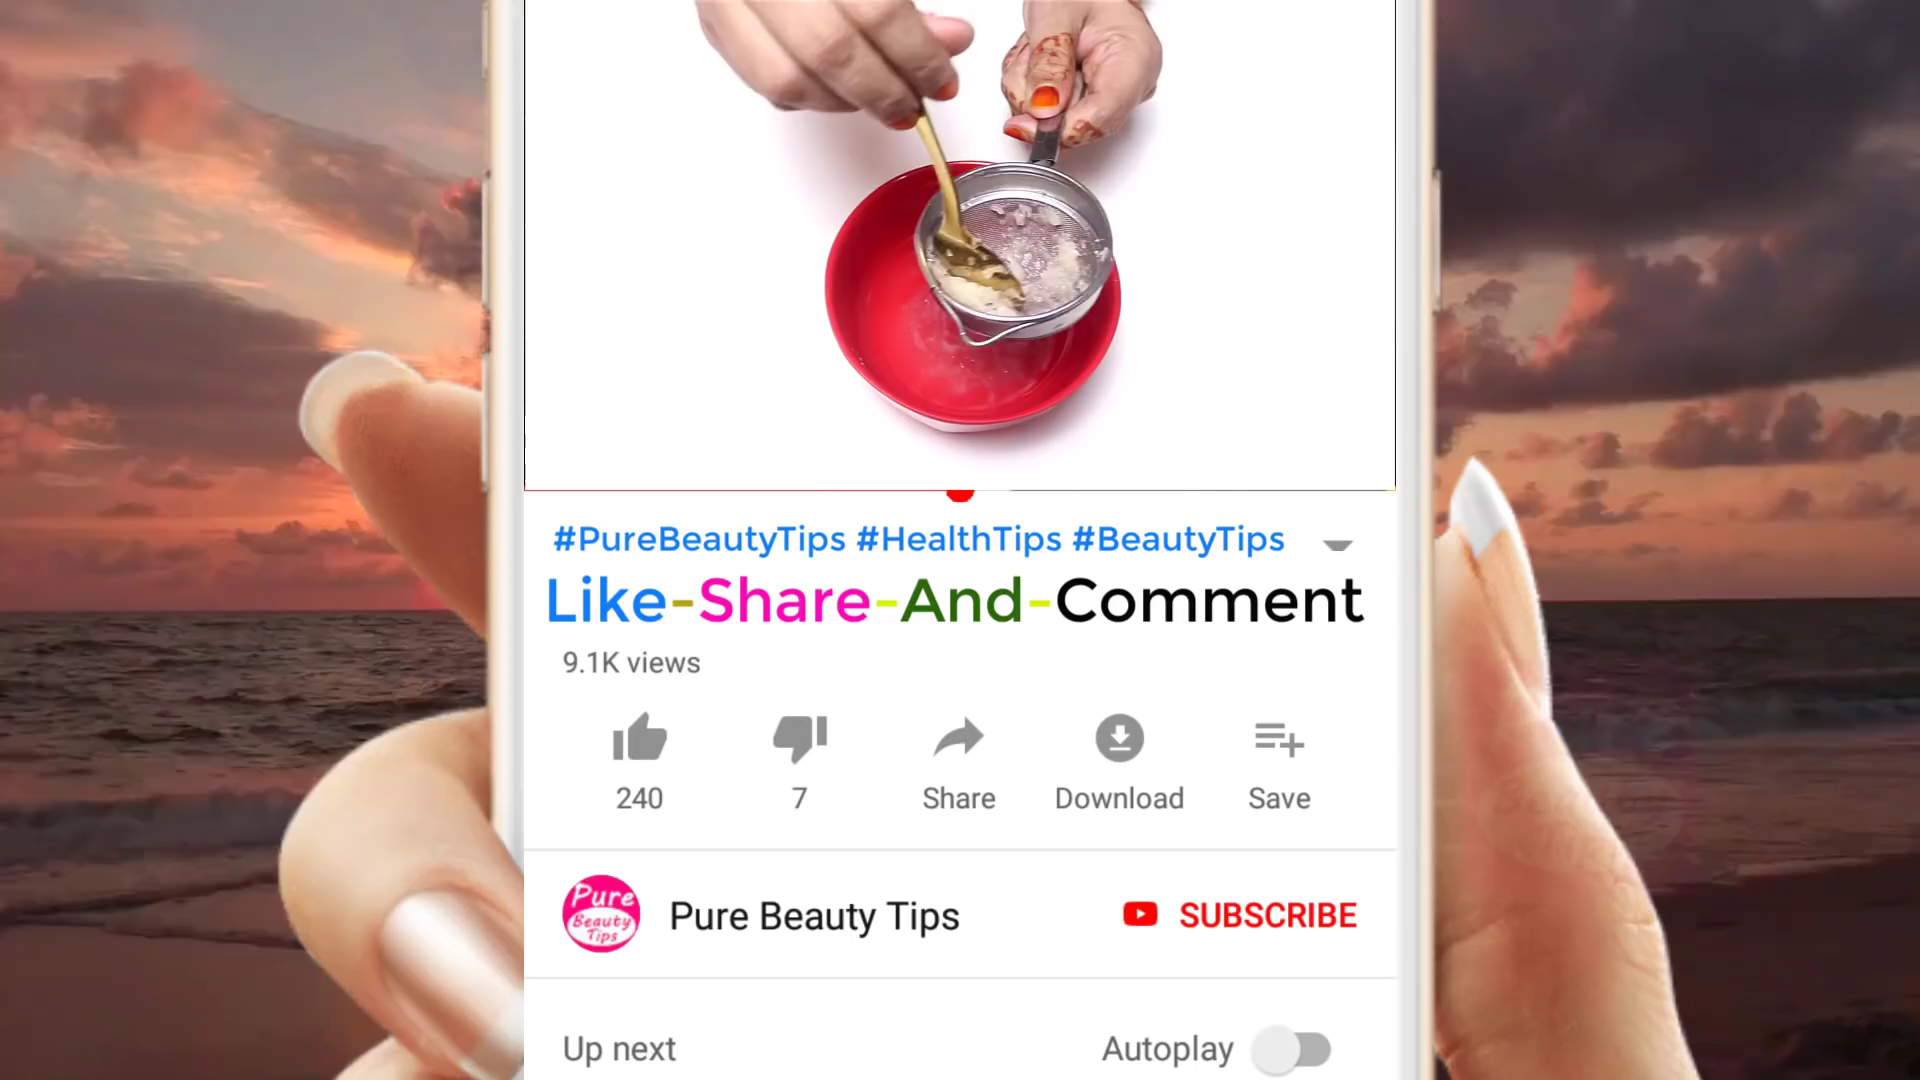 #PureBeautyTips #HealthTips #BeautyTips
Like-Share-And-Comment
9.1K views
240
7
Share
Download
Save
Pure
Beauty
Tips
Pure Beauty Tips
SUBSCRIBE
Up next
Autoplay